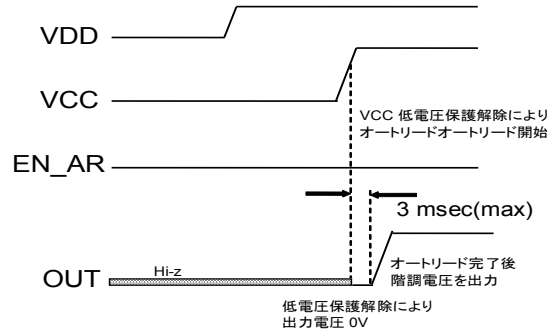 VDD
VCC
VCC 低電圧保護解除により
オートリードオートリード開始
EN_AR
3 msec(max)
オートリード完了後
階調電圧を出力
Hi-z
OUT
低電圧保護解除により
出力電圧 0V